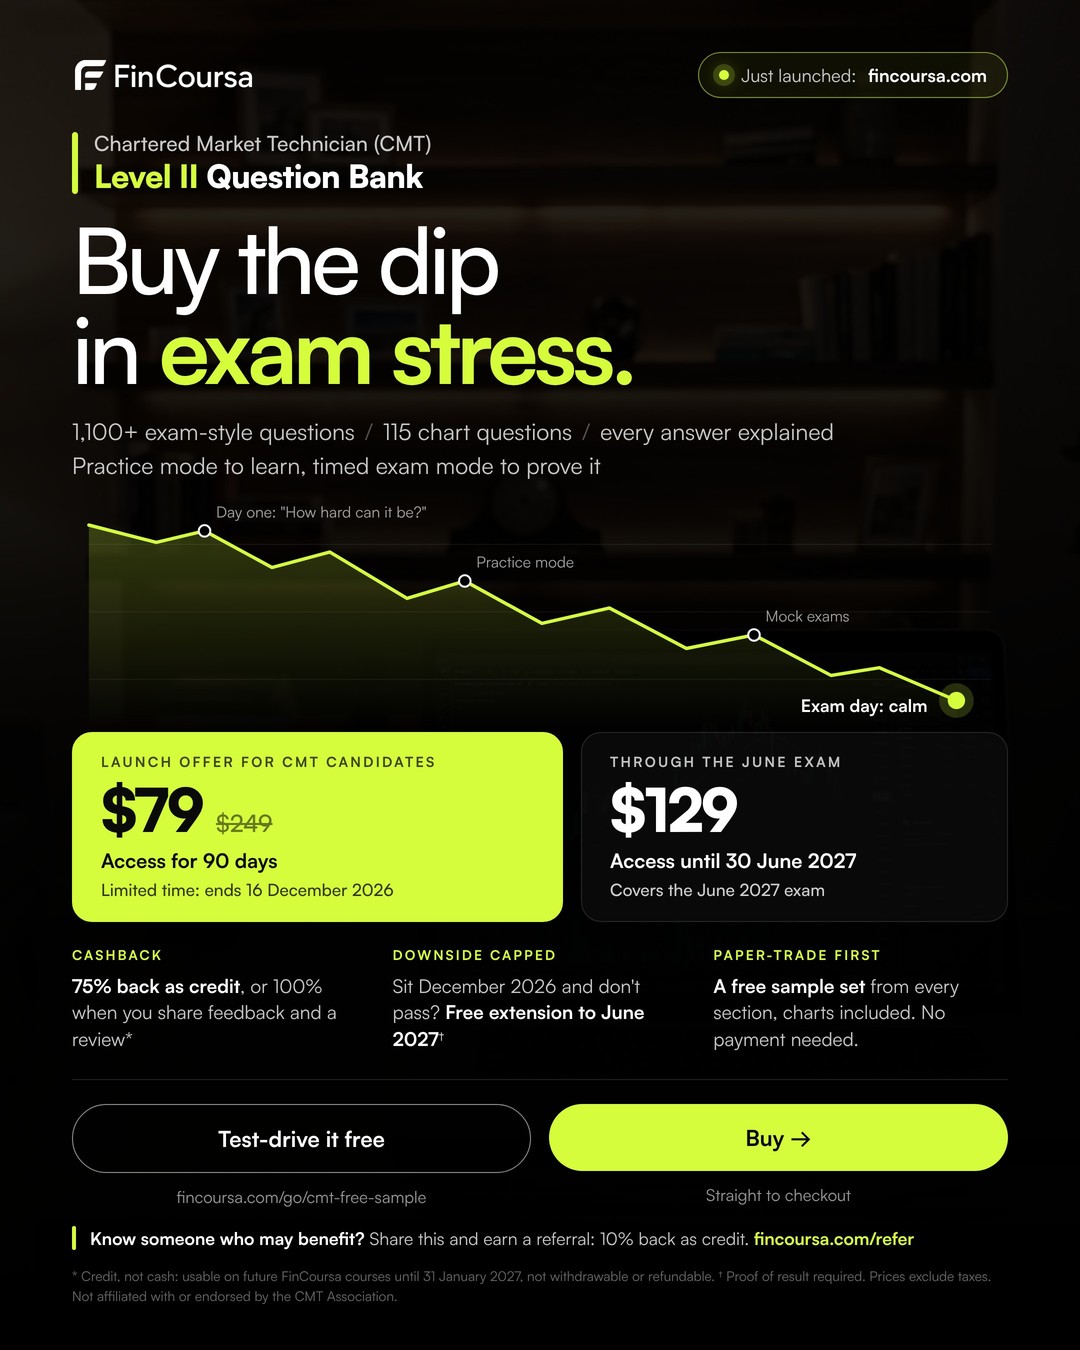 FinCoursa
Just launched: fincoursa.com
Chartered Market Technician (CMT)
Level II Question Bank
Buy the dip
in exam stress.
1,100+ exam-style questions / 115 chart questions / every answer explained
Practice mode to learn, timed exam mode to prove it
Day one: "How hard can it be?"
Practice mode
Mock exams
Exam day: calm
LAUNCH OFFER FOR CMT CANDIDATES
$79 $249
Access for 90 days
Limited time: ends 16 December 2026
THROUGH THE JUNE EXAM
$129
Access until 30 June 2027
Covers the June 2027 exam
CASHBACK
75% back as credit, or 100%
when you share feedback and a
review*
DOWNSIDE CAPPED
Sit December 2026 and don't
pass? Free extension to June
2027†
PAPER-TRADE FIRST
A free sample set from every
section, charts included. No
payment needed.
Test-drive it free
fincoursa.com/go/cmt-free-sample
Buy →
Straight to checkout
Know someone who may benefit? Share this and earn a referral: 10% back as credit. fincoursa.com/refer
* Credit, not cash: usable on future FinCoursa courses until 31 January 2027, not withdrawable or refundable. † Proof of result required. Prices exclude taxes.
Not affiliated with or endorsed by the CMT Association.